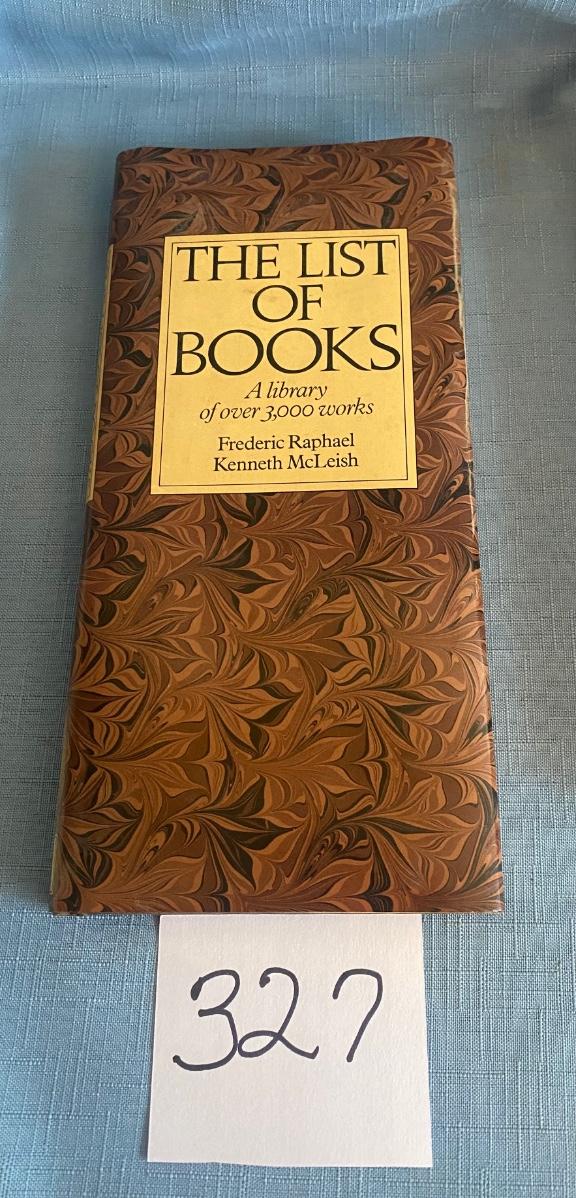 THE LIST
OF
BOOKS
A library
of over 3,000 works
Frederic Raphael
Kenneth McLeish
327